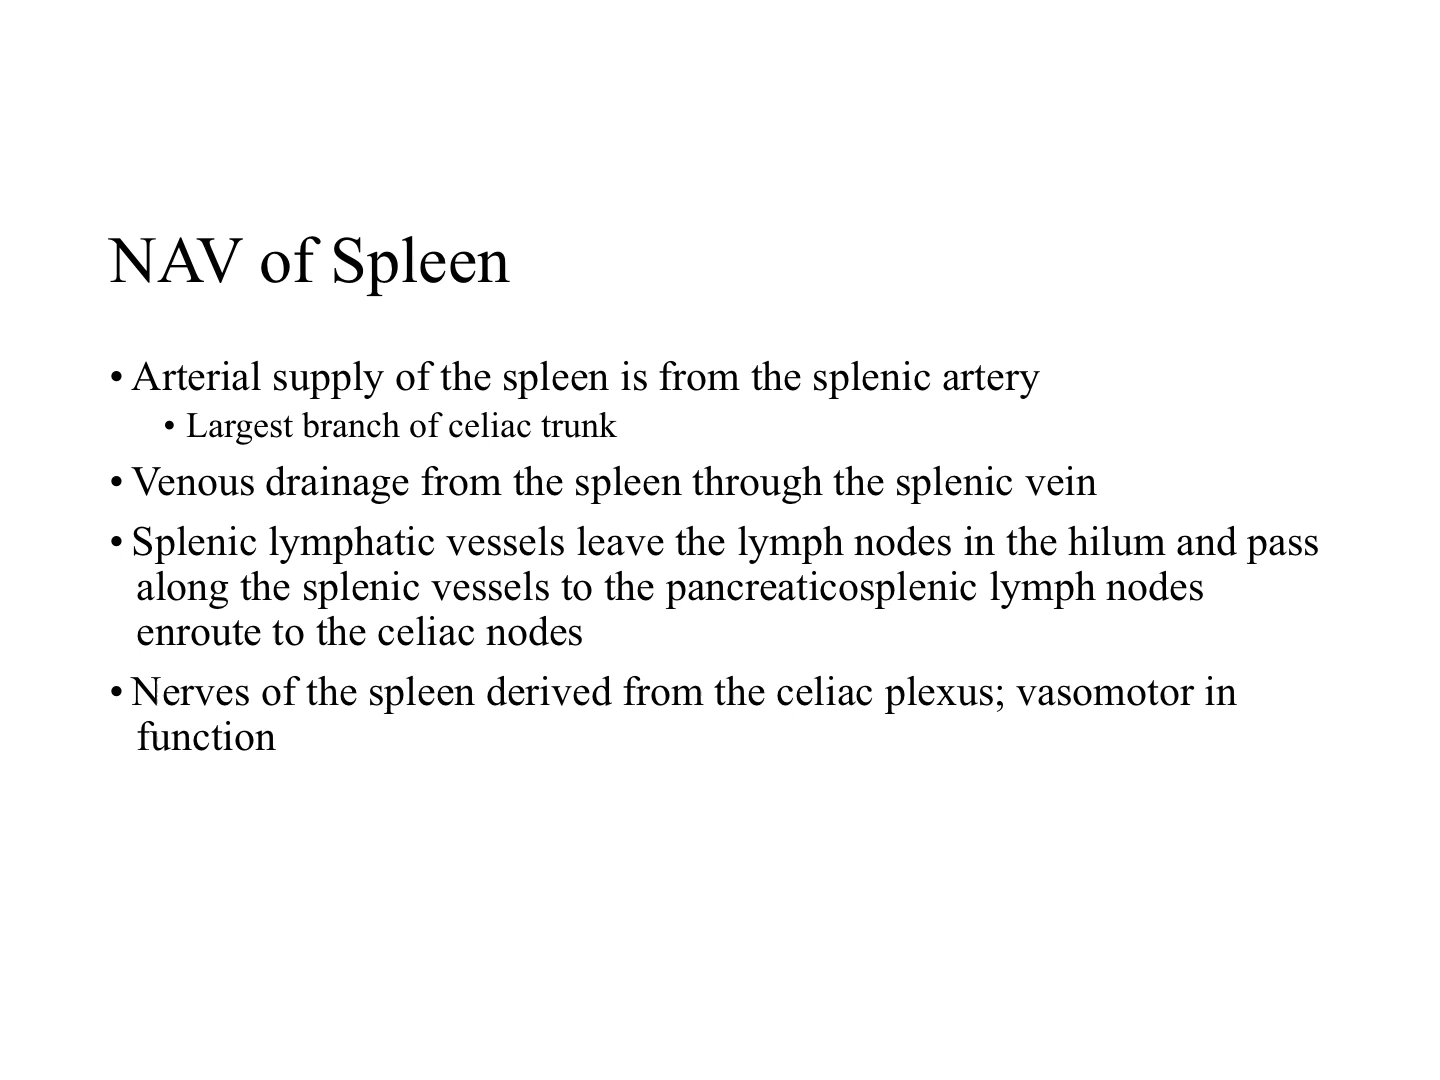 NAV of Spleen
• Arterial supply of the spleen is from the splenic artery
• Largest branch of celiac trunk
• Venous drainage from the spleen through the splenic vein
• Splenic lymphatic vessels leave the lymph nodes in the hilum and pass
along the splenic vessels to the pancreaticosplenic lymph nodes
enroute to the celiac nodes
• Nerves of the spleen derived from the celiac plexus; vasomotor in
function